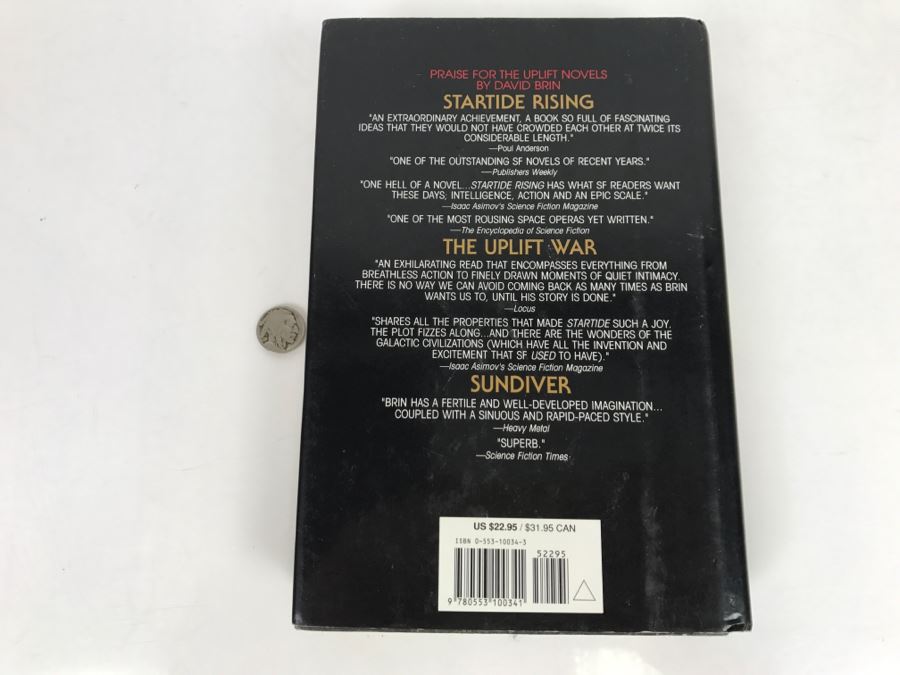 PRAISE FOR THE UPLIFT NOVELS
BY DAVID BRIN
STARTIDE RISING
"AN EXTRAORDINARY ACHIEVEMENT, A BOOK SO FULL OF FASCINATING
IDEAS THAT THEY WOULD NOT HAVE CROWDED EACH OTHER AT TWICE ITS
CONSIDERABLE LENGTH."
—Poul Anderson
"ONE OF THE OUTSTANDING SF NOVELS OF RECENT YEARS."
—Publishers Weekly
"ONE HELL OF A NOVEL...STARTIDE RISING HAS WHAT SF READERS WANT
THESE DAYS; INTELLIGENCE, ACTION AND AN EPIC SCALE."
—Isaac Asimov's Science Fiction Magazine
"ONE OF THE MOST ROUSING SPACE OPERAS YET WRITTEN."
—The Encyclopedia of Science Fiction
THE UPLIFT WAR
"AN EXHILARATING READ THAT ENCOMPASSES EVERYTHING FROM
BREATHLESS ACTION TO FINELY DRAWN MOMENTS OF QUIET INTIMACY.
THERE IS NO WAY WE CAN AVOID COMING BACK AS MANY TIMES AS BRIN
WANTS US TO, UNTIL HIS STORY IS DONE."
—Locus
"SHARES ALL THE PROPERTIES THAT MADE STARTIDE SUCH A JOY.
THE PLOT FIZZES ALONG...AND THERE ARE THE WONDERS OF THE
GALACTIC CIVILIZATIONS (WHICH HAVE ALL THE INVENTION AND
EXCITEMENT THAT SF USED TO HAVE)."
—Isaac Asimov's Science Fiction Magazine
SUNDIVER
"BRIN HAS A FERTILE AND WELL-DEVELOPED IMAGINATION...
COUPLED WITH A SINUOUS AND RAPID-PACED STYLE."
—Heavy Metal
"SUPERB."
—Science Fiction Times
US $22.95 / $31.95 CAN
ISBN 0-553-10034-3
52295
9 780553 100341